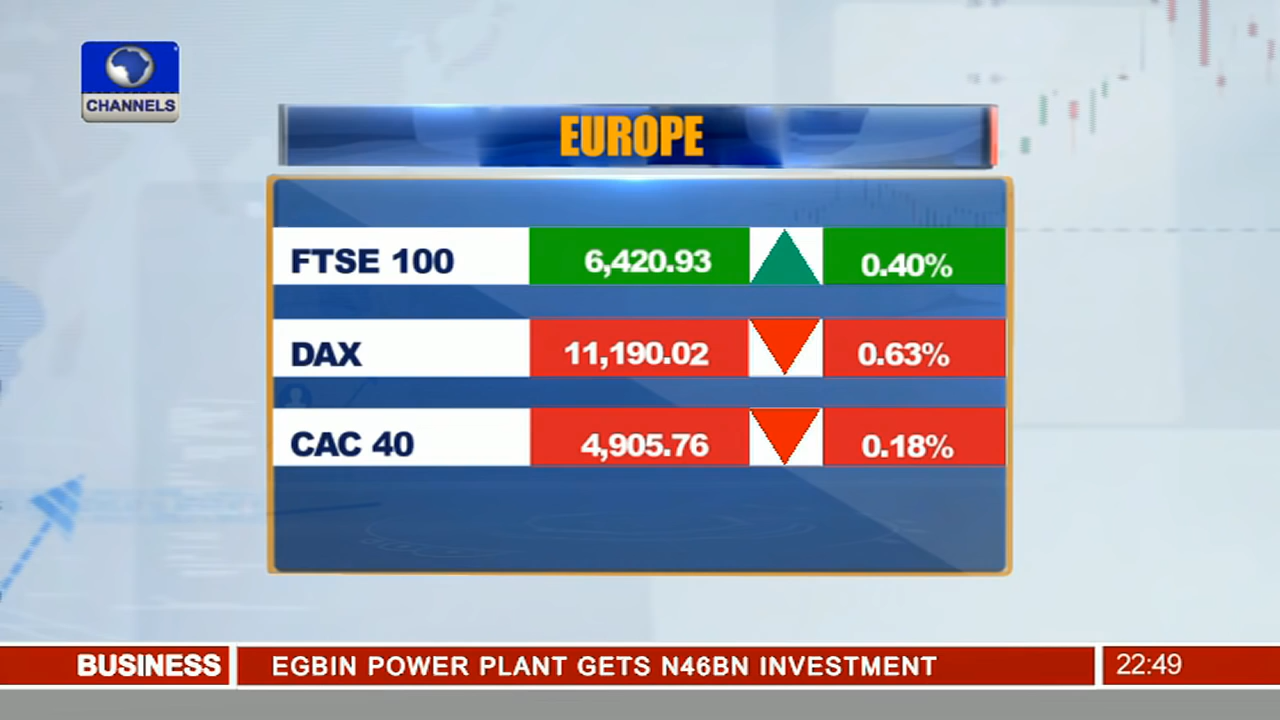 CHANNELS
EUROPE
FTSE 100 6,420.93 0.40%
DAX 11,190.02 0.63%
CAC 40 4,905.76 0.18%
BUSINESS EGBIN POWER PLANT GETS N46BN INVESTMENT 22:49